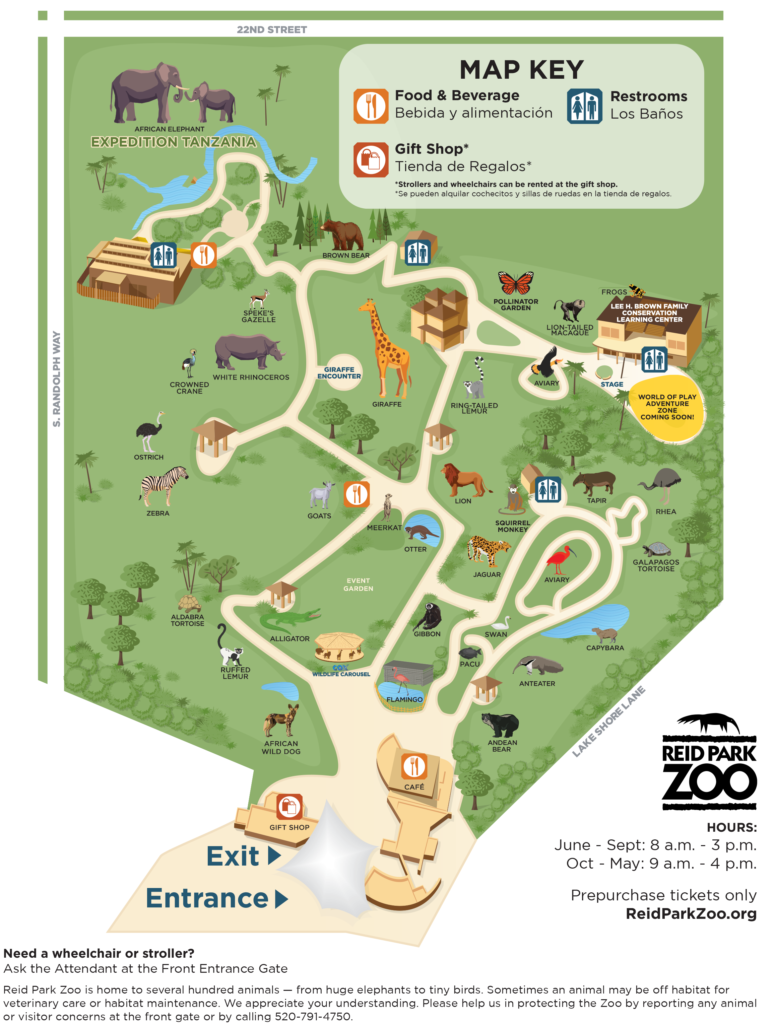 22ND STREET
MAP KEY
Food & Beverage
Bebida y alimentación
Restrooms
Los Baños
Gift Shop*
Tienda de Regalos*
*Strollers and wheelchairs can be rented at the gift shop.
*Se pueden alquilar cochecitos y sillas de ruedas en la tienda de regalos.
AFRICAN ELEPHANT
EXPEDITION TANZANIA
BROWN BEAR
POLLINATOR
GARDEN
FROGS
LION-TAILED
MACAQUE
LEE H. BROWN FAMILY
CONSERVATION
LEARNING CENTER
SPEKE'S
GAZELLE
S. RANDOLPH WAY
WHITE RHINOCEROS
CROWNED
CRANE
GIRAFFE
ENCOUNTER
GIRAFFE
RING-TAILED
LEMUR
AVIARY
STAGE
WORLD OF PLAY
ADVENTURE
ZONE
COMING SOON!
OSTRICH
ZEBRA
GOATS
MEERKAT
LION
SQUIRREL
MONKEY
TAPIR
RHEA
OTTER
JAGUAR
AVIARY
GALAPAGOS
TORTOISE
EVENT
GARDEN
ALDABRA
TORTOISE
ALLIGATOR
GIBBON
SWAN
CAPYBARA
RUFFED
LEMUR
WILDLIFE CAROUSEL
PACU
ANTEATER
FLAMINGO
AFRICAN
WILD DOG
ANDEAN
BEAR
LAKE SHORE LANE
CAFÉ
GIFT SHOP
Exit
Entrance
REID PARK
ZOO
HOURS:
June - Sept: 8 a.m. - 3 p.m.
Oct - May: 9 a.m. - 4 p.m.
Prepurchase tickets only
ReidParkZoo.org
Need a wheelchair or stroller?
Ask the Attendant at the Front Entrance Gate
Reid Park Zoo is home to several hundred animals — from huge elephants to tiny birds. Sometimes an animal may be off habitat for
veterinary care or habitat maintenance. We appreciate your understanding. Please help us in protecting the Zoo by reporting any animal
or visitor concerns at the front gate or by calling 520-791-4750.